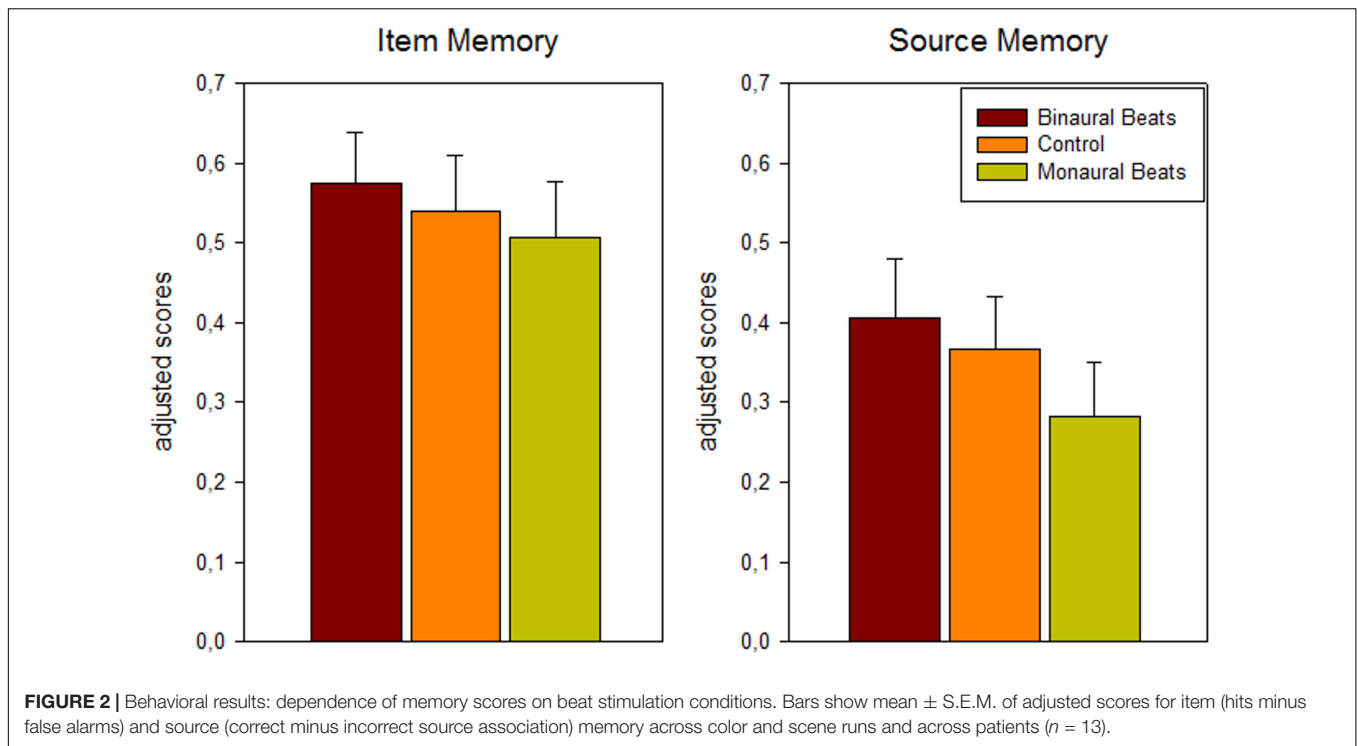 Item Memory
0,7
0,6
0,5
0,4
0,3
0,2
0,1
0,0
adjusted scores
Source Memory
0,7
0,6
0,5
0,4
0,3
0,2
0,1
0,0
adjusted scores
Binaural Beats
Control
Monaural Beats
FIGURE 2 | Behavioral results: dependence of memory scores on beat stimulation conditions. Bars show mean ± S.E.M. of adjusted scores for item (hits minus
false alarms) and source (correct minus incorrect source association) memory across color and scene runs and across patients (n = 13).